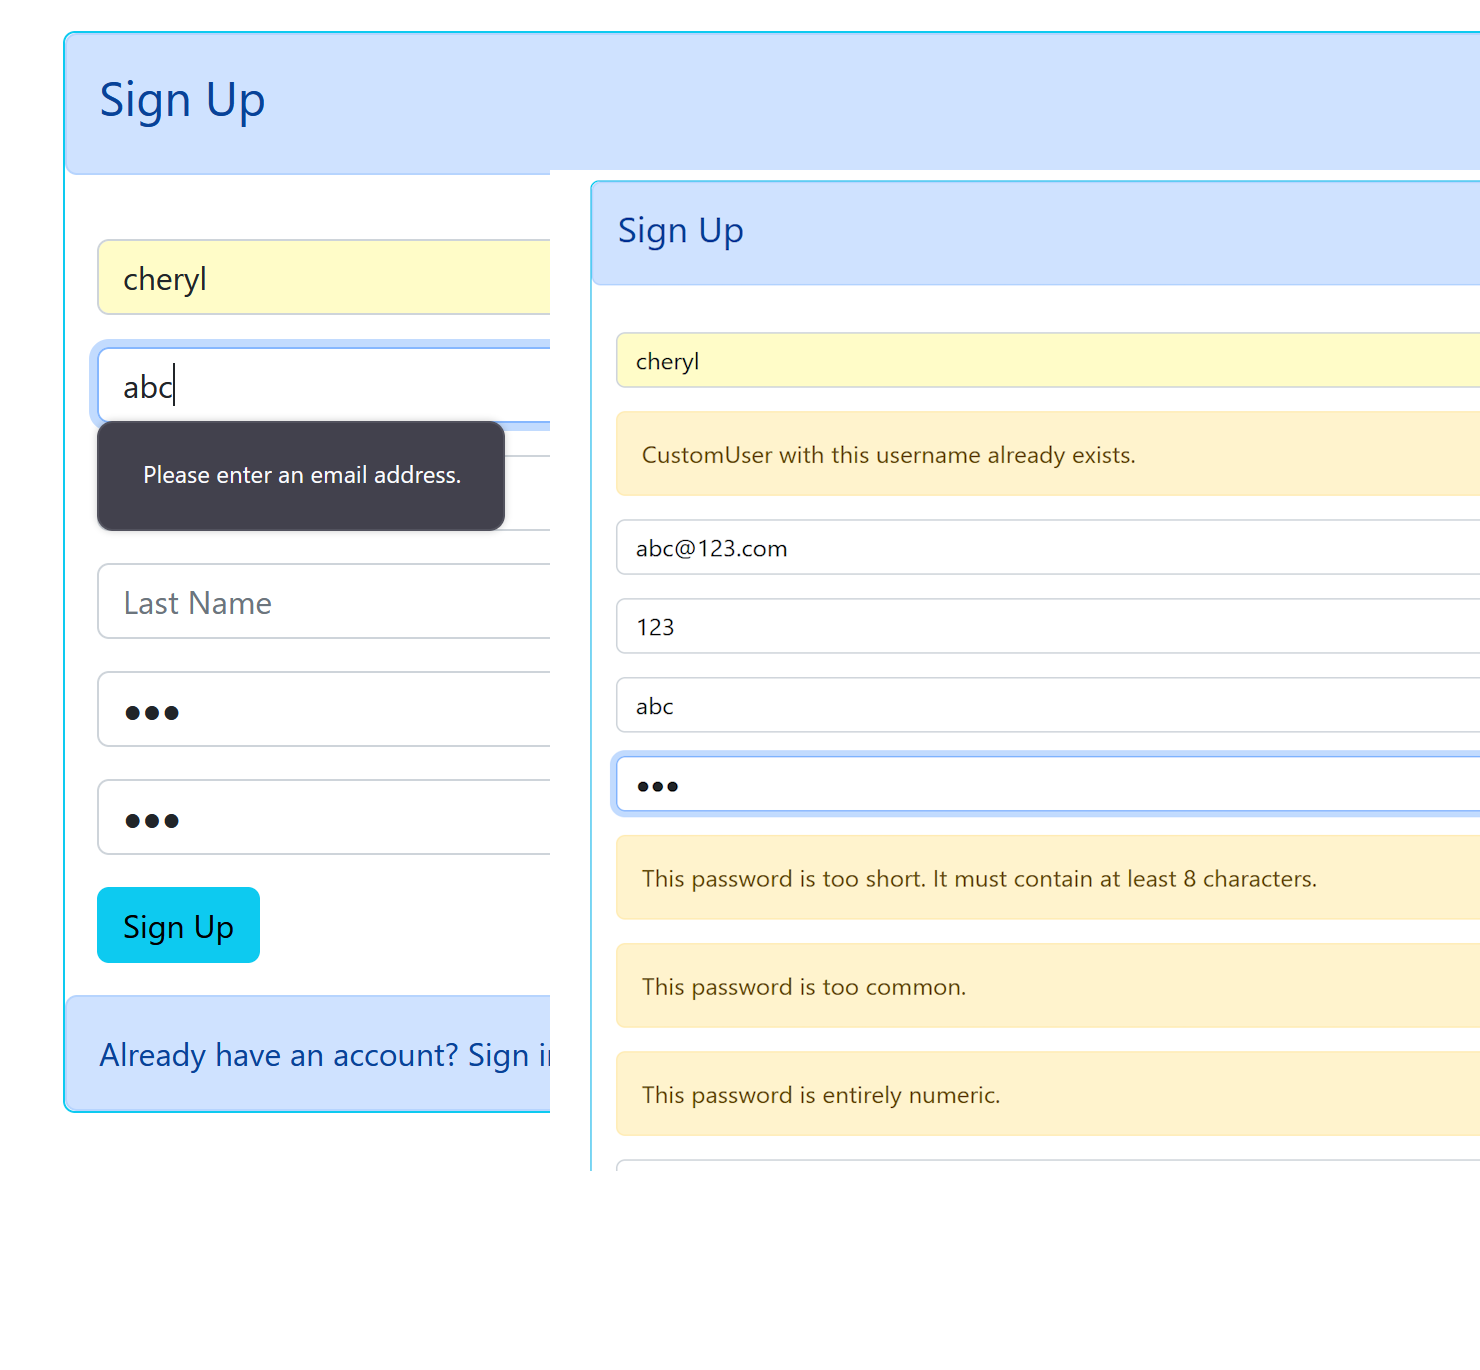 Sign Up
cheryl
abc
Please enter an email address.
Last Name
●●●
●●●
Sign Up
Already have an account? Sign
Sign Up
cheryl
CustomUser with this username already exists.
abc@123.com
123
abc
●●●
This password is too short. It must contain at least 8 characters.
This password is too common.
This password is entirely numeric.